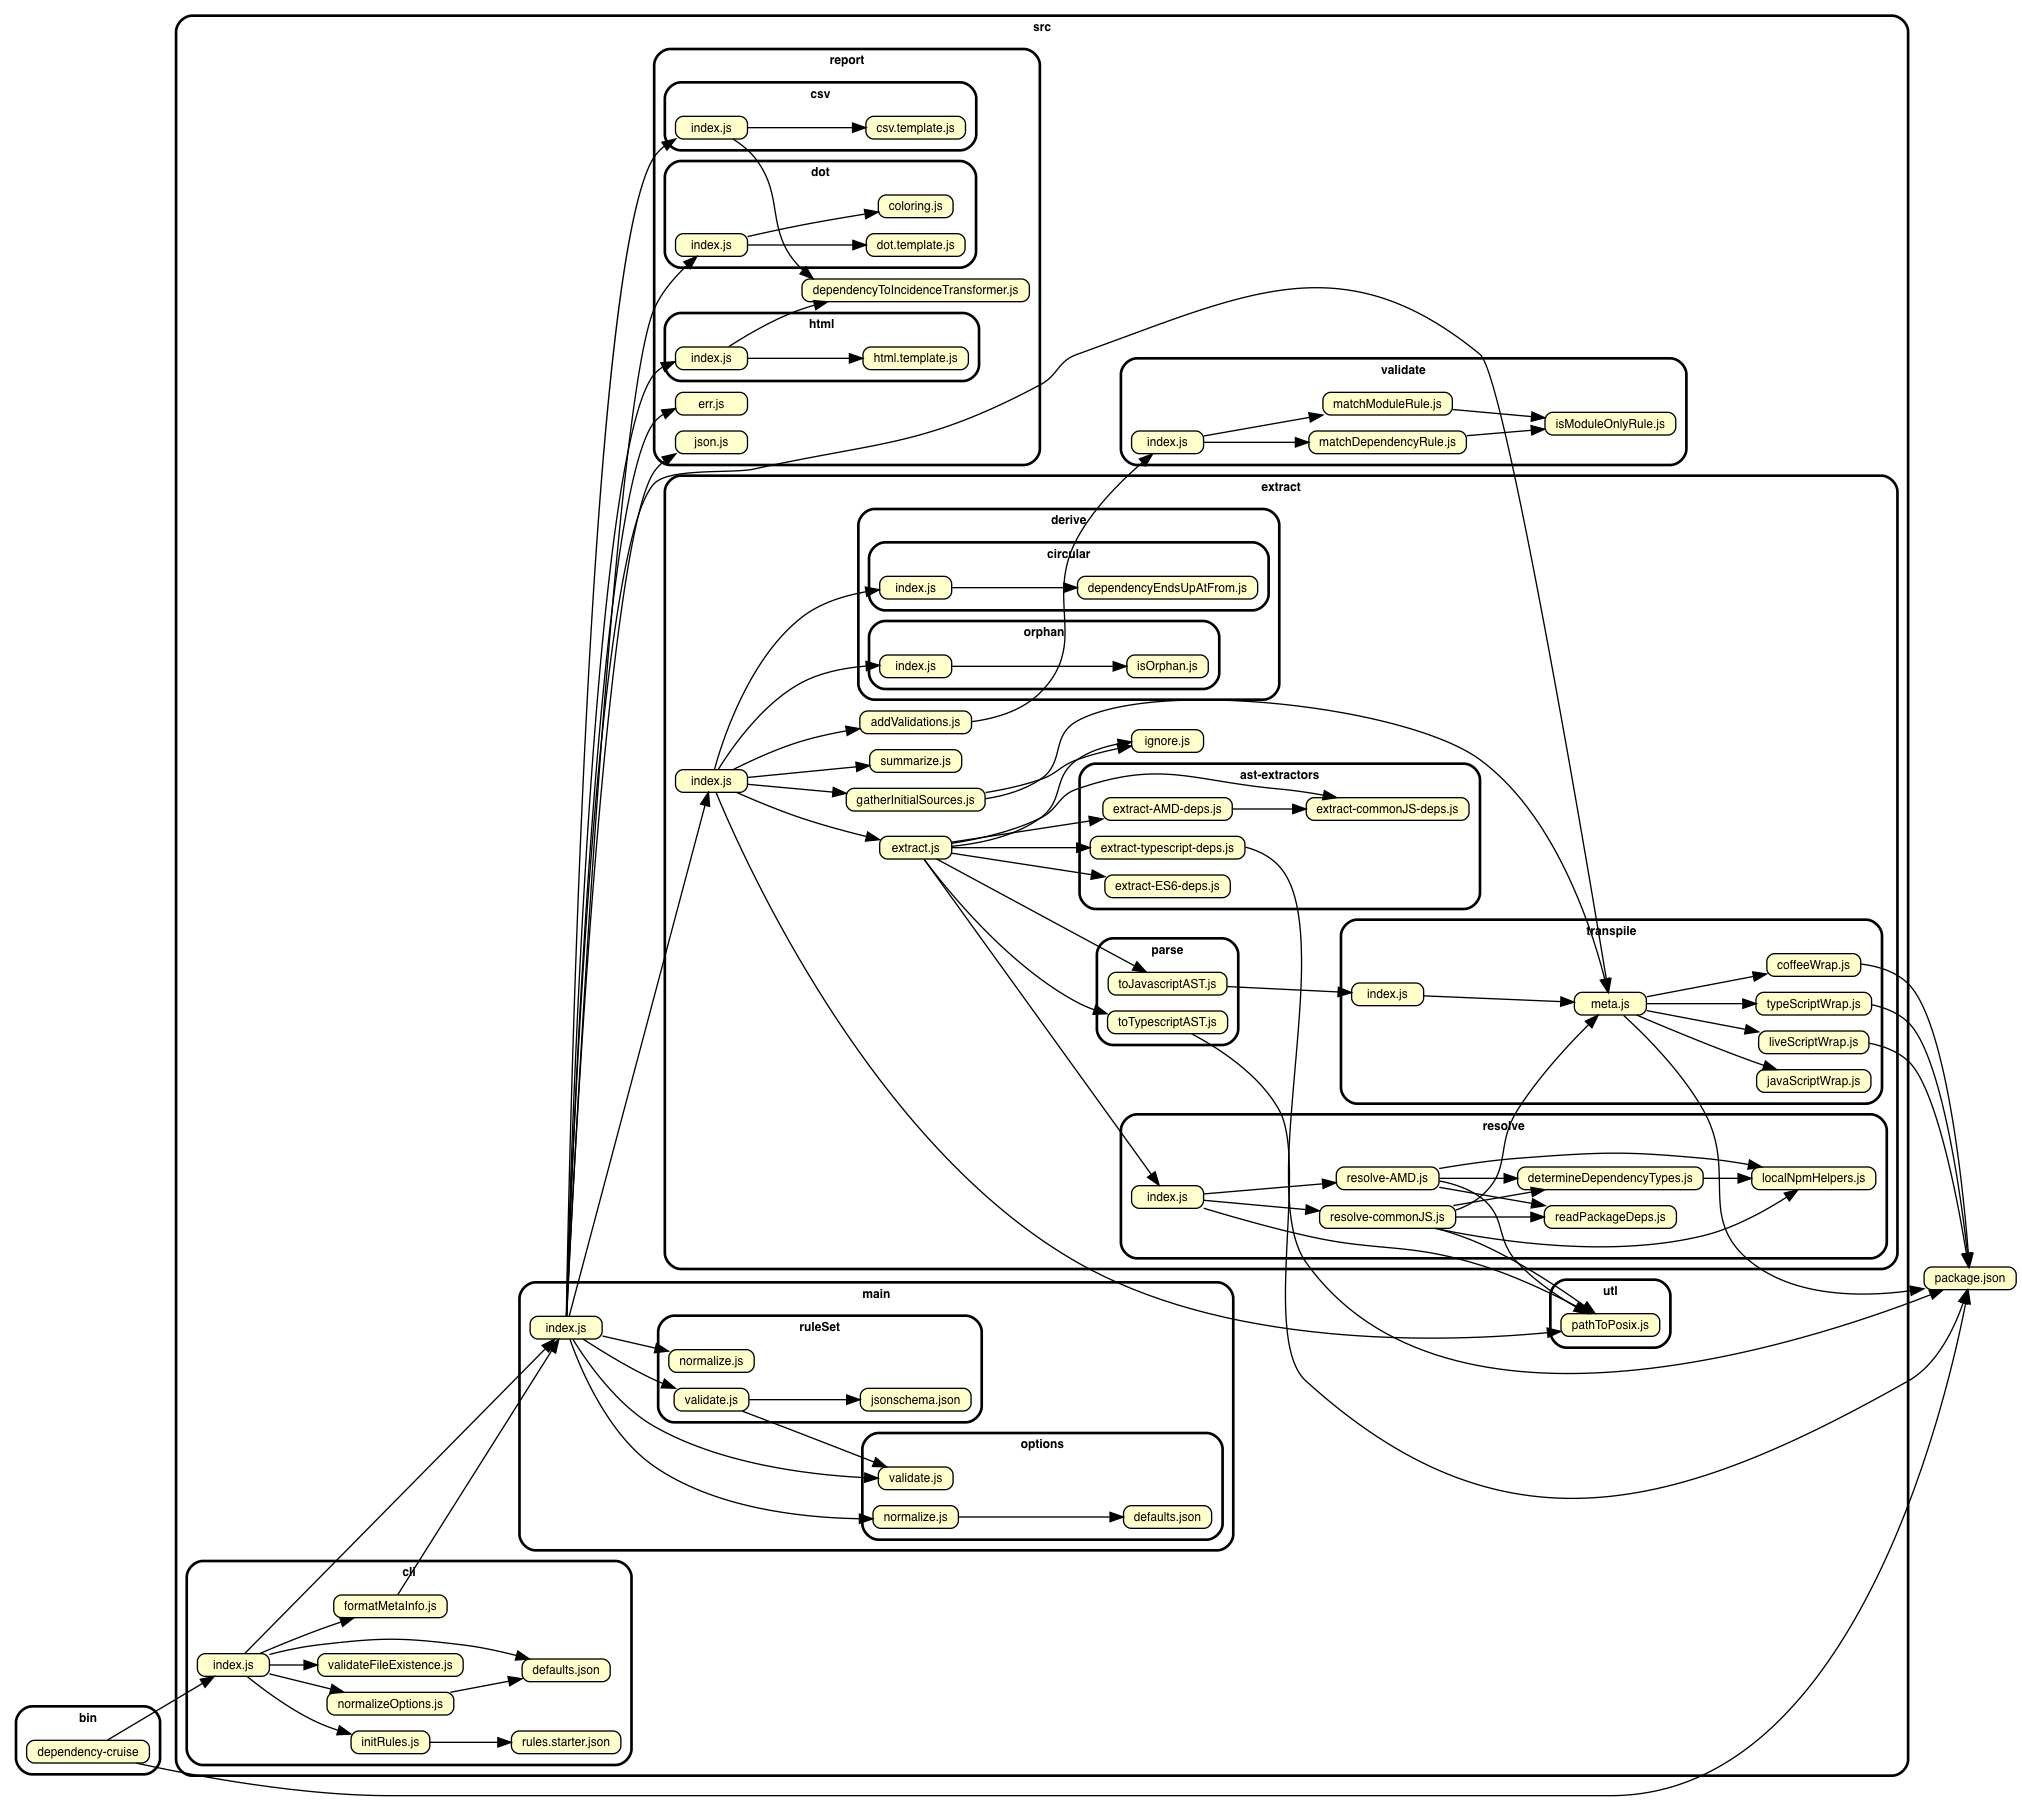 src
report
csv
index.js
csv.template.js
dot
coloring.js
index.js
dot.template.js
dependencyToIncidenceTransformer.js
html
index.js
html.template.js
err.js
json.js
validate
matchModuleRule.js
isModuleOnlyRule.js
index.js
matchDependencyRule.js
extract
derive
circular
index.js
dependencyEndsUpAtFrom.js
orphan
index.js
isOrphan.js
addValidations.js
ignore.js
summarize.js
index.js
gatherInitialSources.js
extract.js
ast-extractors
extract-AMD-deps.js
extract-commonJS-deps.js
extract-typescript-deps.js
extract-ES6-deps.js
parse
toJavascriptAST.js
toTypescriptAST.js
transpile
index.js
meta.js
coffeeWrap.js
typeScriptWrap.js
liveScriptWrap.js
javaScriptWrap.js
resolve
index.js
resolve-AMD.js
determineDependencyTypes.js
localNpmHelpers.js
resolve-commonJS.js
readPackageDeps.js
package.json
utl
pathToPosix.js
main
index.js
ruleSet
normalize.js
validate.js
jsonschema.json
options
validate.js
normalize.js
defaults.json
cli
formatMetaInfo.js
index.js
validateFileExistence.js
defaults.json
normalizeOptions.js
initRules.js
rules.starter.json
bin
dependency-cruise